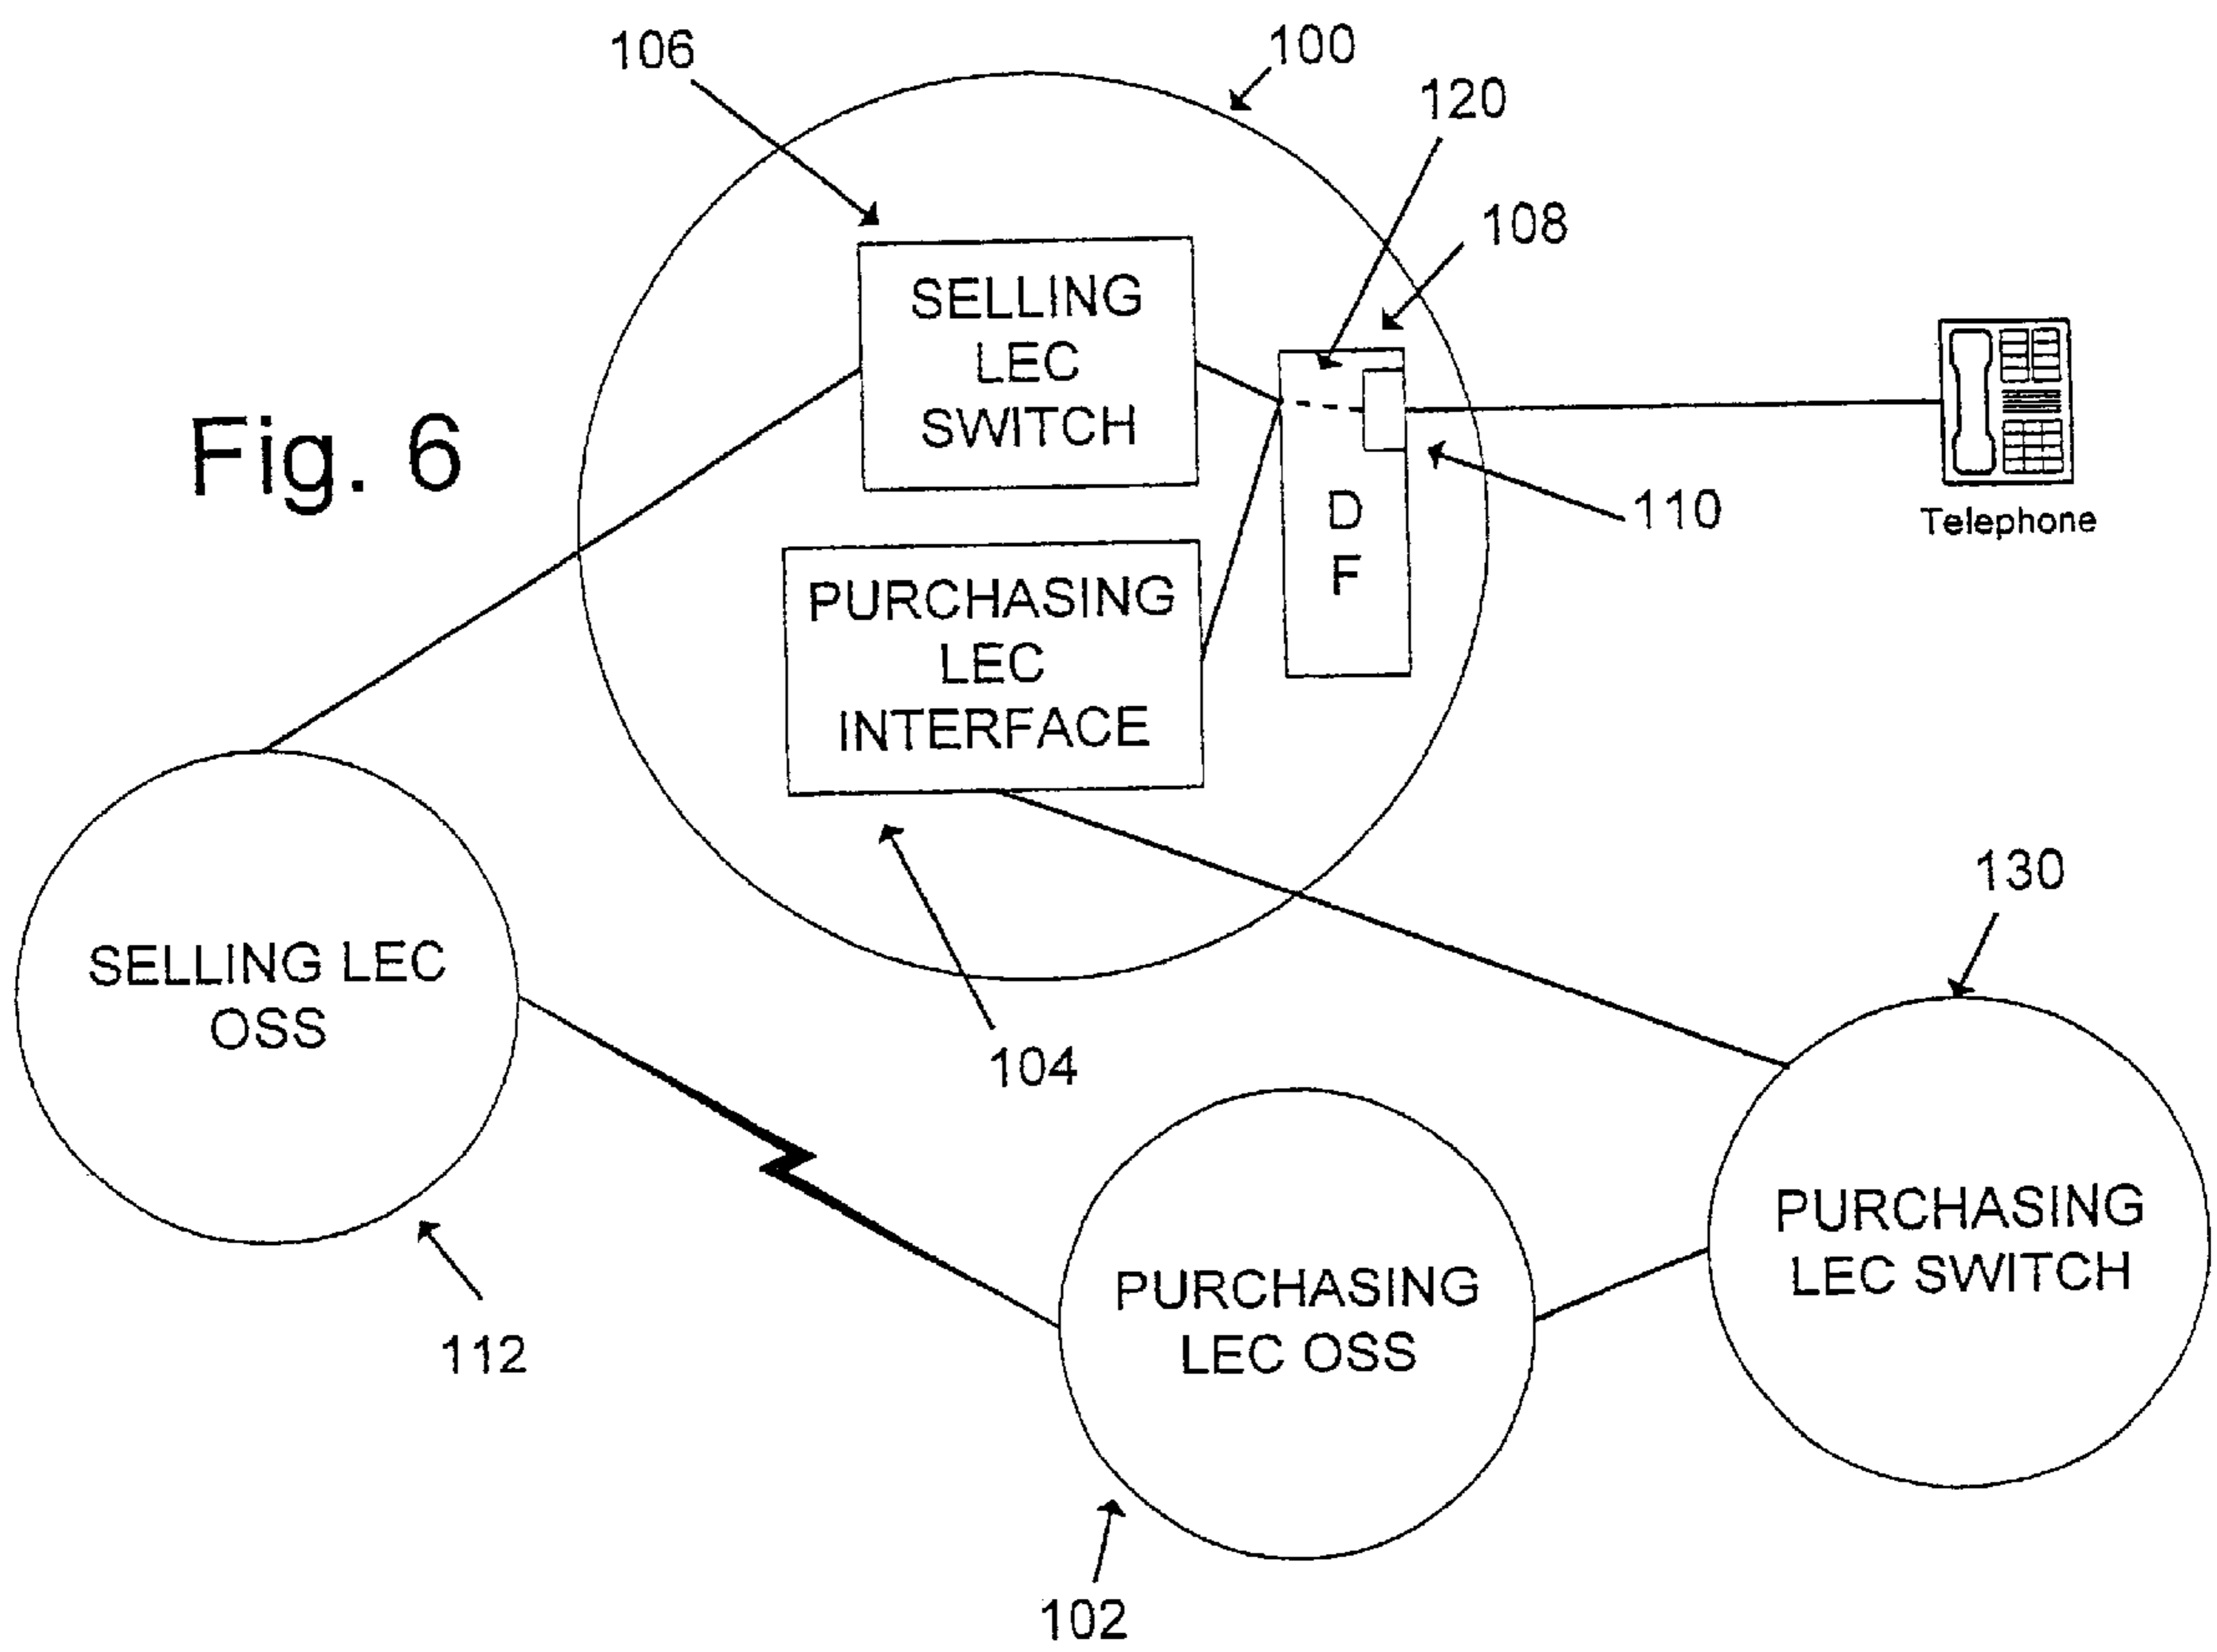 106
100
120
108
SELLING
LEC
SWITCH
Fig. 6
D
F
110
Telephone
PURCHASING
LEC
INTERFACE
130
SELLING LEC
OSS
104
PURCHASING
LEC SWITCH
PURCHASING
LEC OSS
112
102